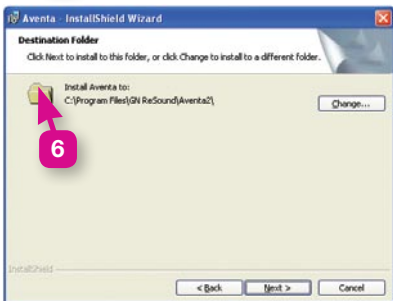 Aventa - InstallShield Wizard
Destination Folder
Click Next to install to this folder, or click Change to install to a different folder.
Install Aventa to:
C:\Program Files\GN ReSound\Aventa2\
Change...
6
InstallShield
< Back
Next >
Cancel